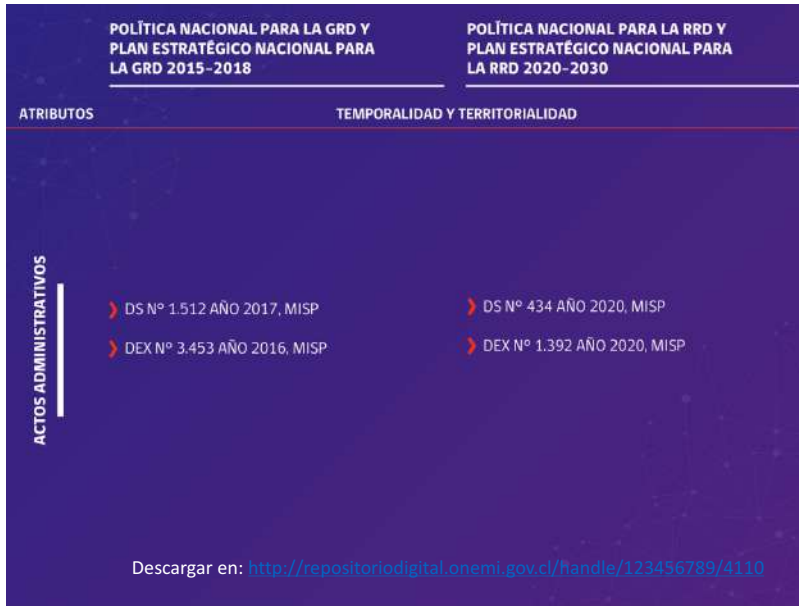 POLÍTICA NACIONAL PARA LA GRD Y
PLAN ESTRATÉGICO NACIONAL PARA
LA GRD 2015-2018
POLÍTICA NACIONAL PARA LA RRD Y
PLAN ESTRATÉGICO NACIONAL PARA
LA RRD 2020-2030
ATRIBUTOS
TEMPORALIDAD Y TERRITORIALIDAD
ACTOS ADMINISTRATIVOS
DS Nº 1.512 AÑO 2017, MISP
DEX Nº 3.453 AÑO 2016, MISP
DS Nº 434 AÑO 2020, MISP
DEX Nº 1.392 AÑO 2020, MISP
Descargar en: http://repositoriodigital.onemi.gov.cl/handle/123456789/4110